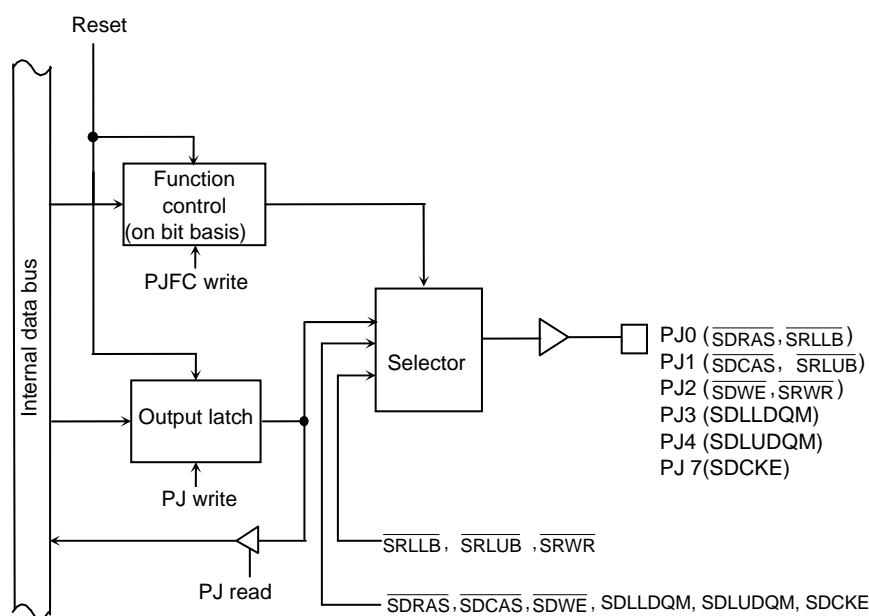 Reset
Internal data bus
Function
control
(on bit basis)
PJFC write
Selector
Output latch
PJ write
PJ read
PJ0 (SDRAS, SRLLB)
PJ1 (SDCAS, SRLUB)
PJ2 (SDWE, SRWR)
PJ3 (SDLLDQM)
PJ4 (SDLUDQM)
PJ 7(SDCKE)
SRLLB, SRLUB ,SRWR
SDRAS, SDCAS, SDWE, SDLLDQM, SDLUDQM, SDCKE